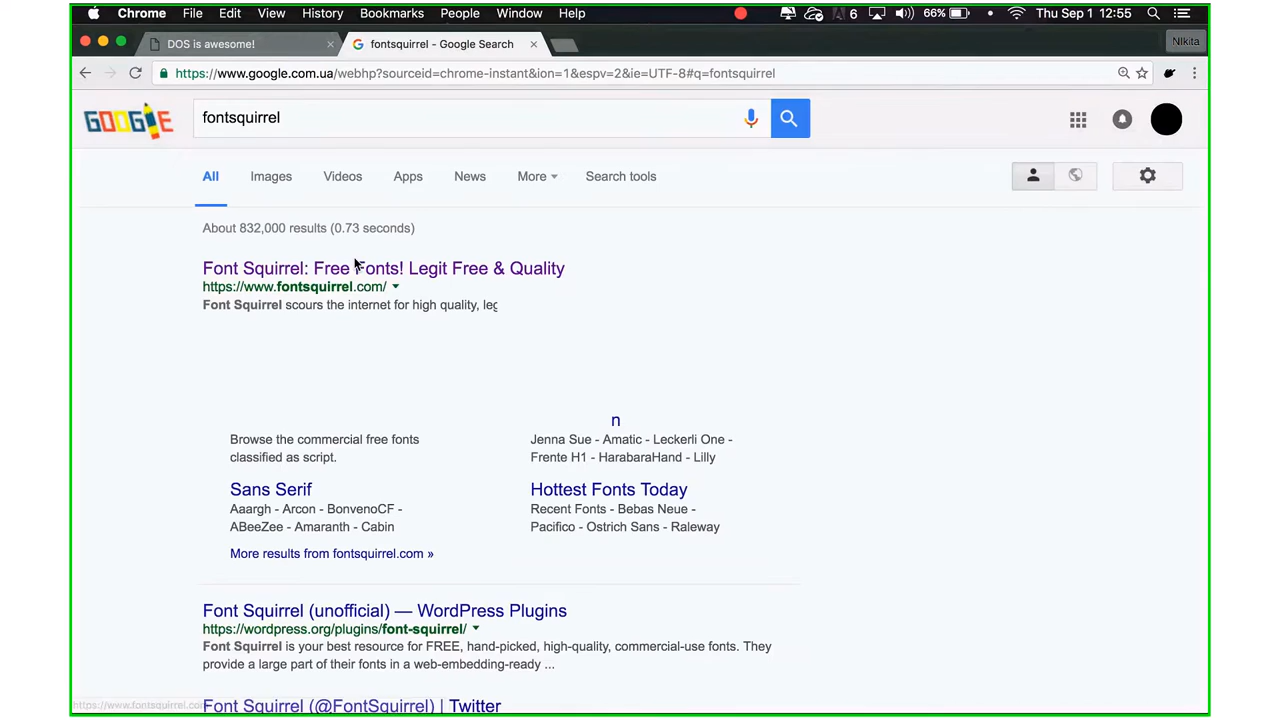 Chrome File Edit View History Bookmarks People Window Help 6 66% Thu Sep 1 12:55
DOS is awesome! fontsquirrel - Google Search NIkita
https://www.google.com.ua/webhp?sourceid=chrome-instant&ion=1&espv=2&ie=UTF-8#q=fontsquirrel
GOOGLE fontsquirrel
All Images Videos Apps News More Search tools
About 832,000 results (0.73 seconds)
Font Squirrel: Free Fonts! Legit Free & Quality
https://www.fontsquirrel.com/
Font Squirrel scours the internet for high quality, leg
n
Browse the commercial free fonts
classified as script.
Jenna Sue - Amatic - Leckerli One -
Frente H1 - HarabaraHand - Lilly
Sans Serif
Aaargh - Arcon - BonvenoCF -
ABeeZee - Amaranth - Cabin
Hottest Fonts Today
Recent Fonts - Bebas Neue -
Pacifico - Ostrich Sans - Raleway
More results from fontsquirrel.com »
Font Squirrel (unofficial) — WordPress Plugins
https://wordpress.org/plugins/font-squirrel/
Font Squirrel is your best resource for FREE, hand-picked, high-quality, commercial-use fonts. They
provide a large part of their fonts in a web-embedding-ready ...
Font Squirrel (@FontSquirrel) | Twitter
https://www.fontsquirrel.com